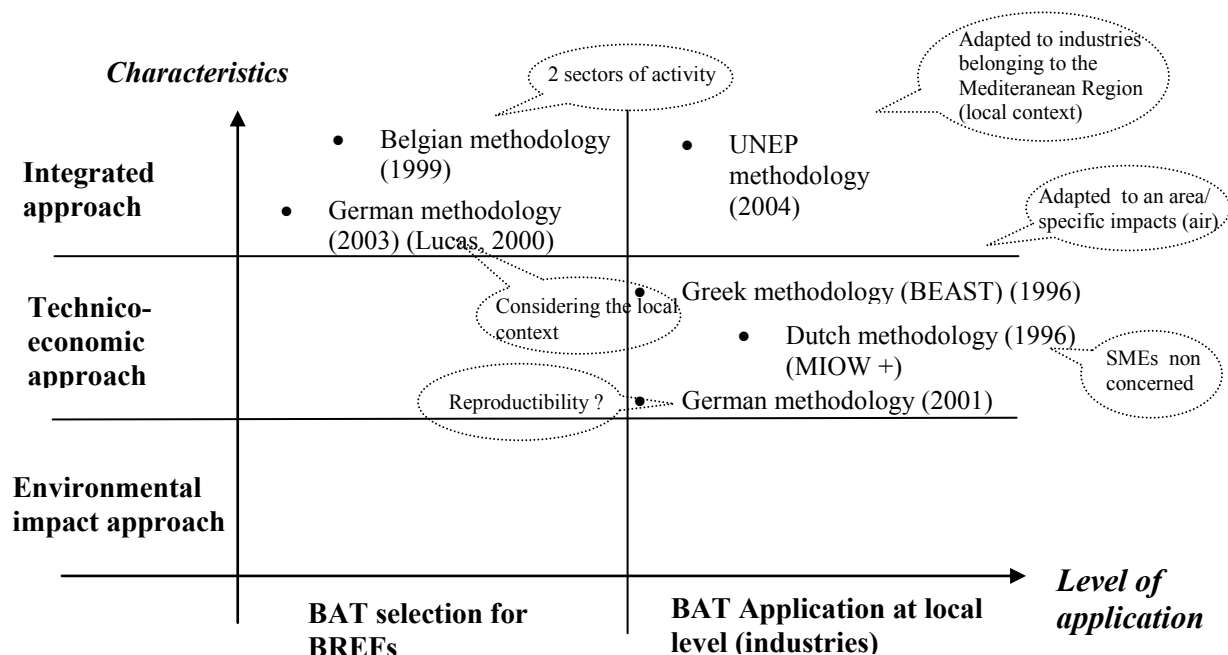 Characteristics
2 sectors of activity
Adapted to industries
belonging to the
Mediteranean Region
(local context)
Integrated
approach
• Belgian methodology
(1999)
• German methodology
(2003) (Lucas, 2000)
• UNEP
methodology
(2004)
Adapted to an area/
specific impacts (air)
Technico-
economic
approach
Considering the local
context
• Greek methodology (BEAST) (1996)
• Dutch methodology (1996)
(MIOW +)
SMEs non
concerned
Reproductibility ?
• German methodology (2001)
Environmental
impact approach
BAT selection for
BREFs
BAT Application at local
level (industries)
Level of
application